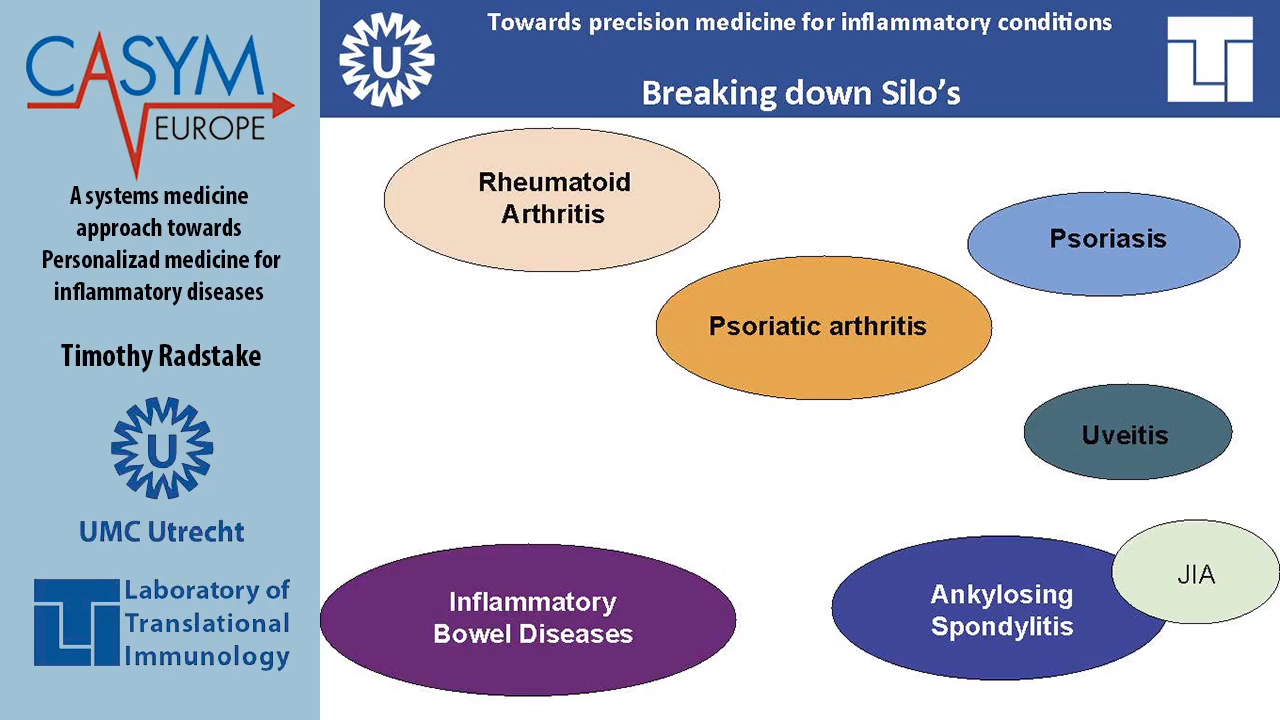 CASYM
EUROPE
A systems medicine
approach towards
Personalizad medicine for
inflammatory diseases
Timothy Radstake
U
UMC Utrecht
LTI
Laboratory of
Translational
Immunology
U
Towards precision medicine for inflammatory conditions
Breaking down Silo’s
LTI
Rheumatoid
Arthritis
Psoriasis
Psoriatic arthritis
Uveitis
JIA
Inflammatory
Bowel Diseases
Ankylosing
Spondylitis